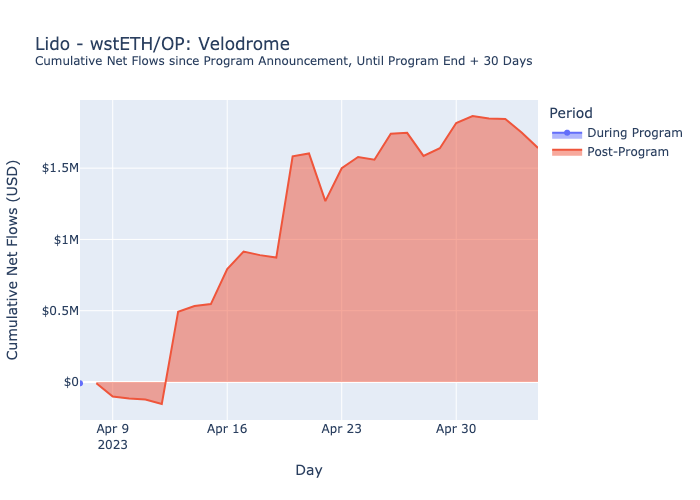 Lido - wstETH/OP: Velodrome
Cumulative Net Flows since Program Announcement, Until Program End + 30 Days
Period
During Program
Post-Program
Cumulative Net Flows (USD)
$1.5M
$1M
$0.5M
$0
Apr 9
2023
Apr 16
Apr 23
Apr 30
Day